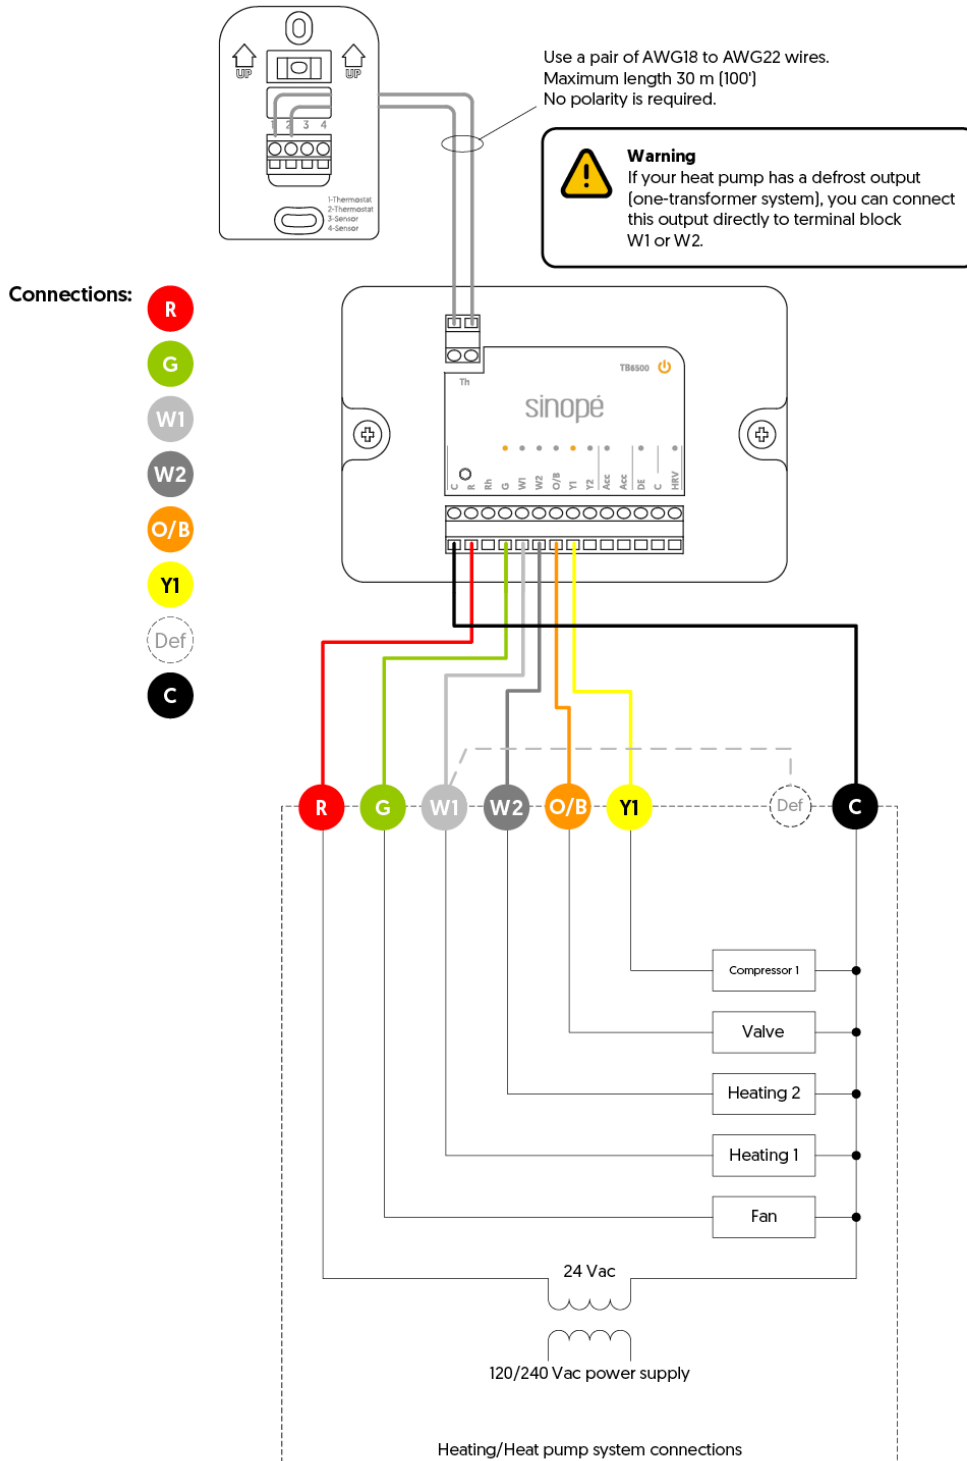 UP
UP
1 2 3 4
1-Thermostat
2-Thermostat
3-Sensor
4-Sensor
Use a pair of AWG18 to AWG22 wires.
Maximum length 30 m (100')
No polarity is required.
Warning
If your heat pump has a defrost output
(one-transformer system), you can connect
this output directly to terminal block
W1 or W2.
Connections:
R
G
W1
W2
O/B
Y1
Def
C
Th
TB6500
sinopé
C
R
Rh
G
W1
W2
O/B
Y1
Y2
Acc
Acc
DE
C
HRV
R
G
W1
W2
O/B
Y1
Def
C
Compressor 1
Valve
Heating 2
Heating 1
Fan
24 Vac
120/240 Vac power supply
Heating/Heat pump system connections